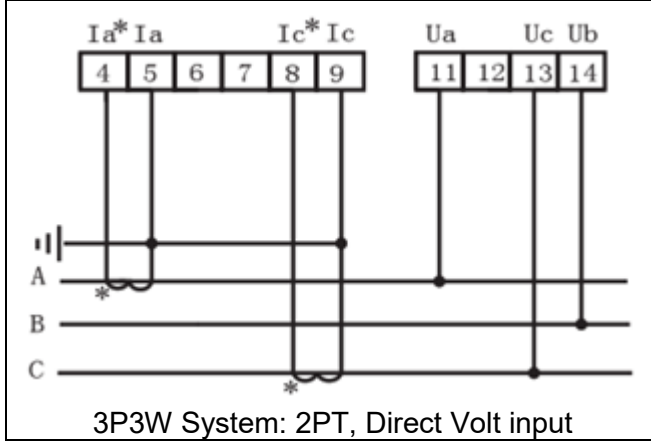 Ia* Ia Ic* Ic Ua Uc Ub
4 5 6 7 8 9 11 12 13 14
A
*
B
C
*
3P3W System: 2PT, Direct Volt input